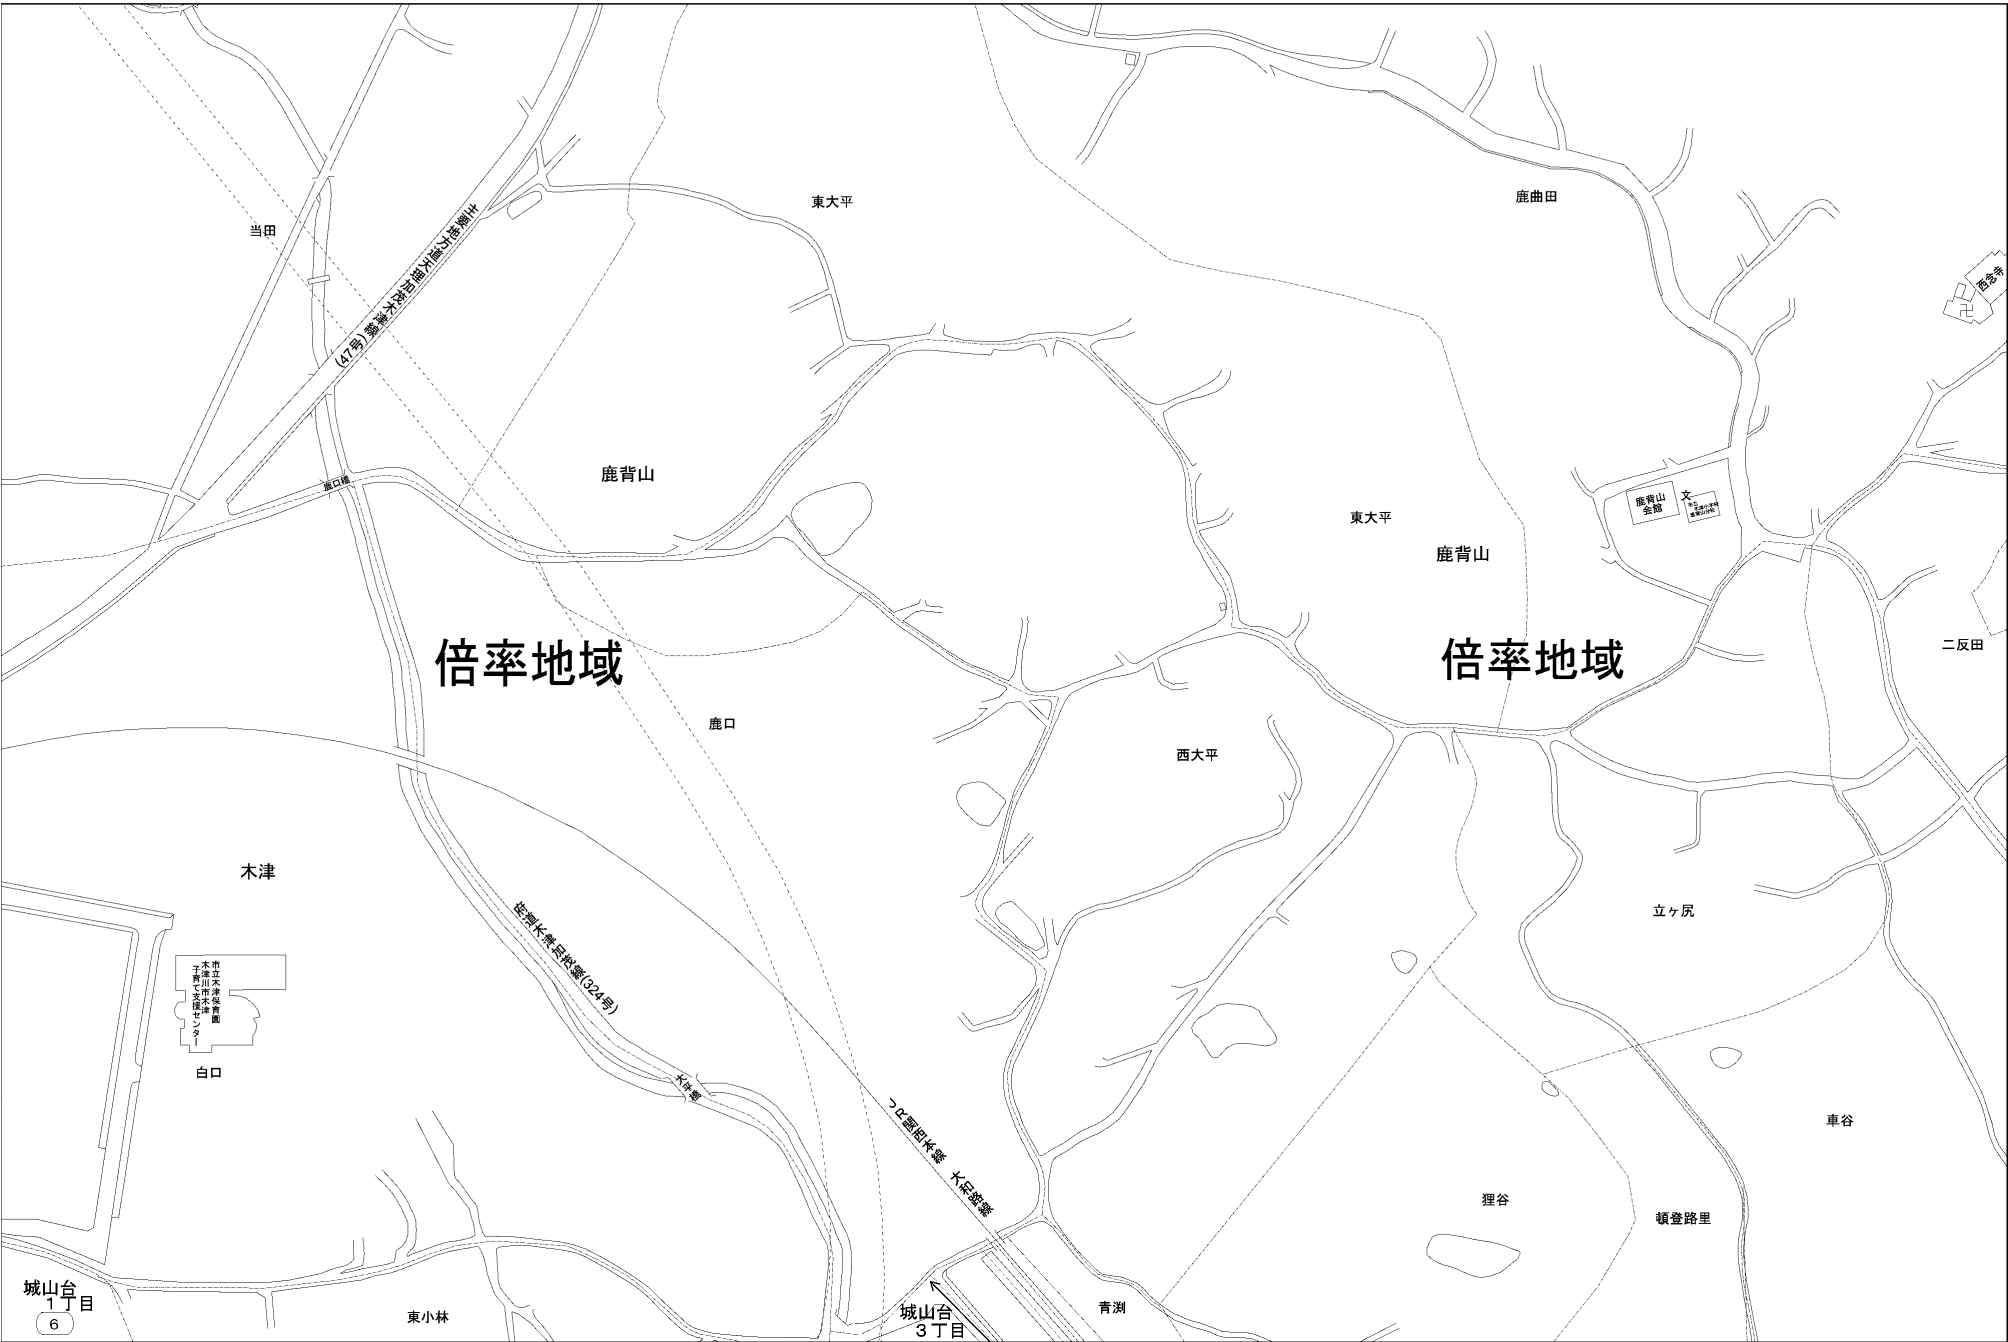 東大平
鹿曲田
当田
主要地方道天理加茂木津線
(47号)
西念寺
鹿背山
鹿口橋
鹿背山
会館
文
東大平
鹿背山
倍率地域
倍率地域
二反田
鹿口
西大平
木津
立ヶ尻
府道木津加茂線(324号)
市立木津保育園
木津川市木津
子育て支援センター
白口
大平橋
JR関西本線 大和路線
車谷
狸谷
頓登路里
城山台
1丁目
6
東小林
城山台
3丁目
青渕